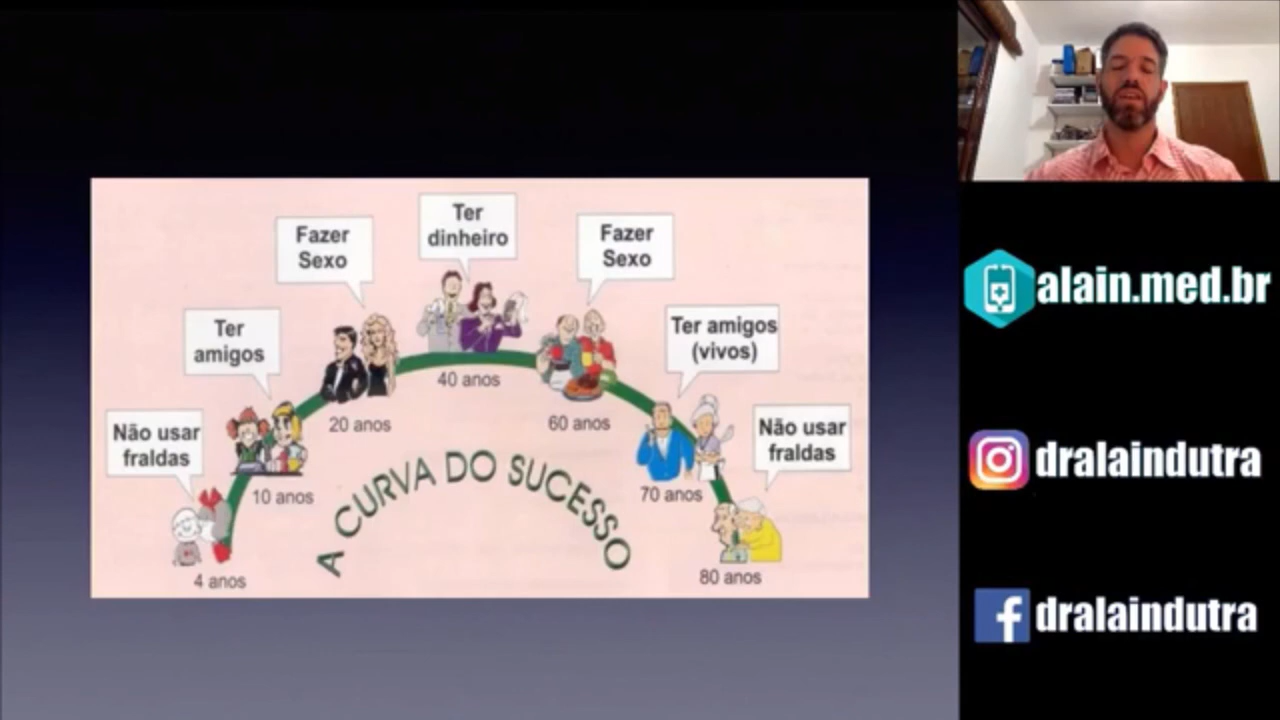 Ter
dinheiro
Fazer
Sexo
Fazer
Sexo
Ter
amigos
Ter amigos
(vivos)
Não usar
fraldas
Não usar
fraldas
40 anos
20 anos
60 anos
10 anos
70 anos
4 anos
80 anos
A CURVA DO SUCESSO
alain.med.br
dralaindutra
dralaindutra